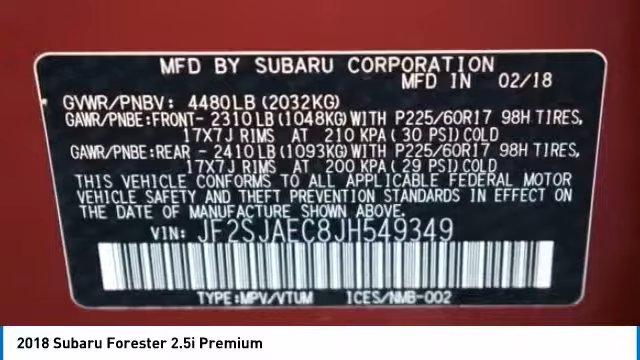 MFD BY SUBARU CORPORATION
MFD IN 02/18
GVWR/PNBV: 4480LB(2032KG)
GAWR/PNBE:FRONT- 2310LB(1048KG)WITH P225/60R17 98H TIRES,
17X7J RIMS AT 210 KPA(30 PSI)COLD
GAWR/PNBE:REAR - 2410LB(1093KG)WITH P225/60R17 98H TIRES,
17X7J RIMS AT 200 KPA(29 PSI)COLD
THIS VEHICLE CONFORMS TO ALL APPLICABLE FEDERAL MOTOR
VEHICLE SAFETY AND THEFT PREVENTION STANDARDS IN EFFECT ON
THE DATE OF MANUFACTURE SHOWN ABOVE.
VIN: JF2SJAEC8JH549349
TYPE:MPV/VTUM ICES/NMB-002
2018 Subaru Forester 2.5i Premium